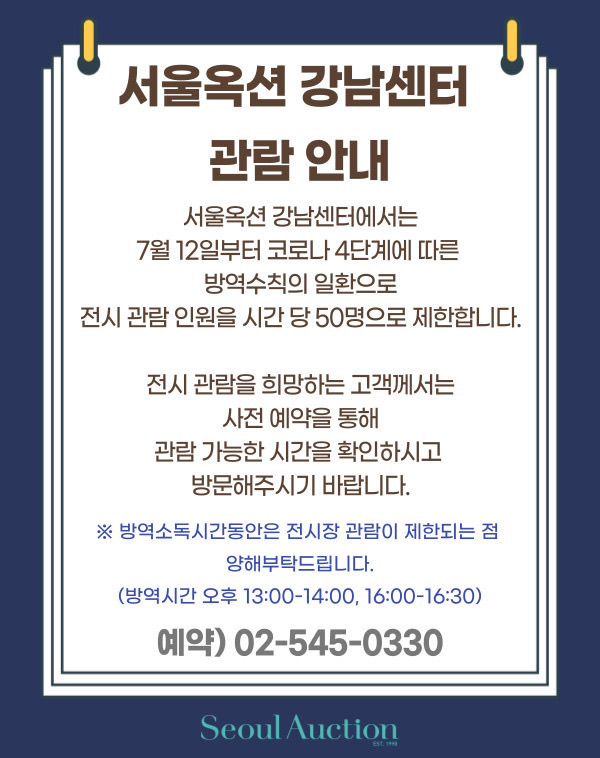 서울옥션 강남센터
관람 안내
서울옥션 강남센터에서는
7월 12일부터 코로나 4단계에 따른
방역수칙의 일환으로
전시 관람 인원을 시간 당 50명으로 제한합니다.
전시 관람을 희망하는 고객께서는
사전 예약을 통해
관람 가능한 시간을 확인하시고
방문해주시기 바랍니다.
※ 방역소독시간동안은 전시장 관람이 제한되는 점
양해부탁드립니다.
(방역시간 오후 13:00-14:00, 16:00-16:30)
예약) 02-545-0330
Seoul Auction
EST. 1998